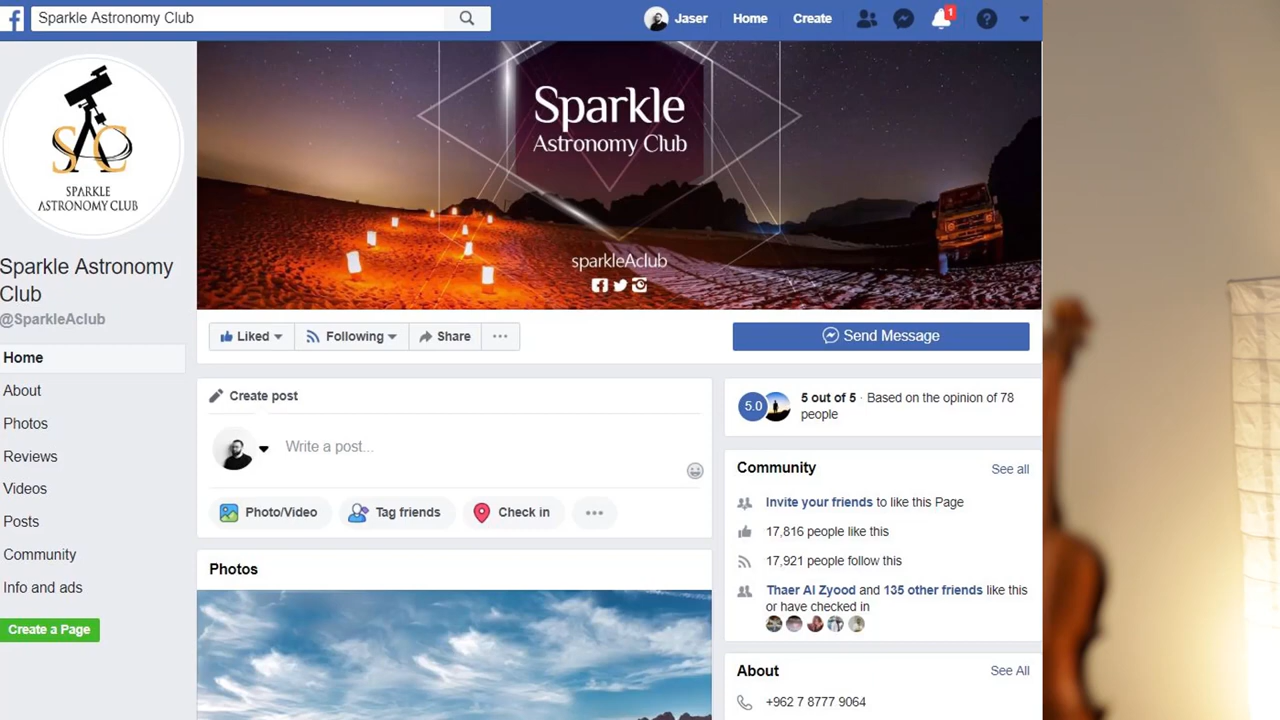 Sparkle Astronomy Club
Jaser
Home
Create
1
SAC
SPARKLE
ASTRONOMY CLUB
Sparkle
Astronomy Club
sparkleAclub
Sparkle Astronomy
Club
@SparkleAclub
Home
About
Photos
Reviews
Videos
Posts
Community
Info and ads
Create a Page
Liked
Following
Share
Send Message
Create post
Write a post...
Photo/Video
Tag friends
Check in
Photos
5.0
5 out of 5 · Based on the opinion of 78
people
Community
See all
Invite your friends to like this Page
17,816 people like this
17,921 people follow this
Thaer Al Zyood and 135 other friends like this
or have checked in
About
See All
+962 7 8777 9064